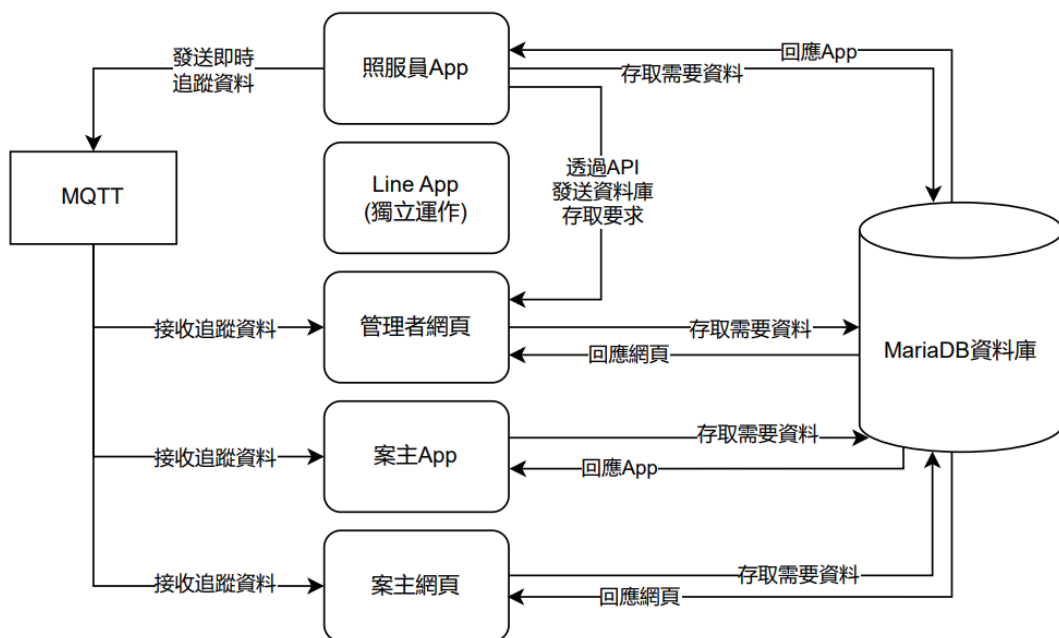 發送即時
追蹤資料
照服員App
回應App
存取需要資料
MQTT
Line App
(獨立運作)
透過API
發送資料庫
存取要求
接收追蹤資料
管理者網頁
存取需要資料
回應網頁
MariaDB資料庫
接收追蹤資料
案主App
存取需要資料
回應App
接收追蹤資料
案主網頁
存取需要資料
回應網頁